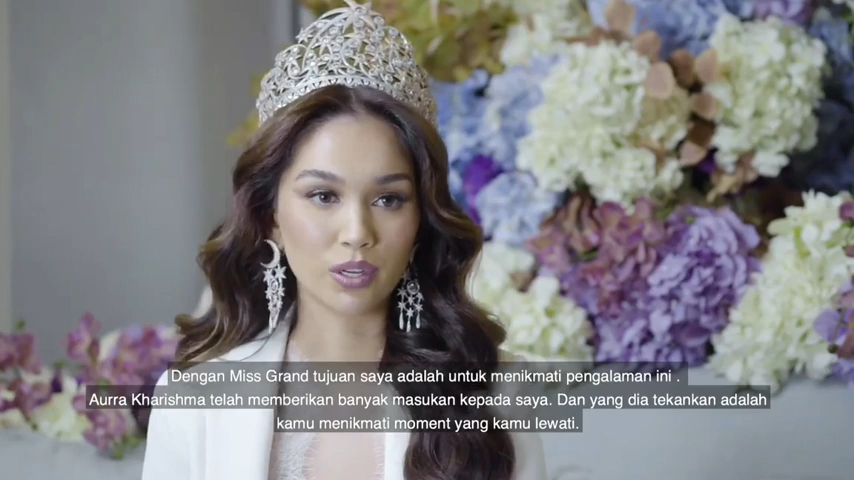 Dengan Miss Grand tujuan saya adalah untuk menikmati pengalaman ini .
Aurra Kharishma telah memberikan banyak masukan kepada saya. Dan yang dia tekankan adalah
kamu menikmati moment yang kamu lewati.